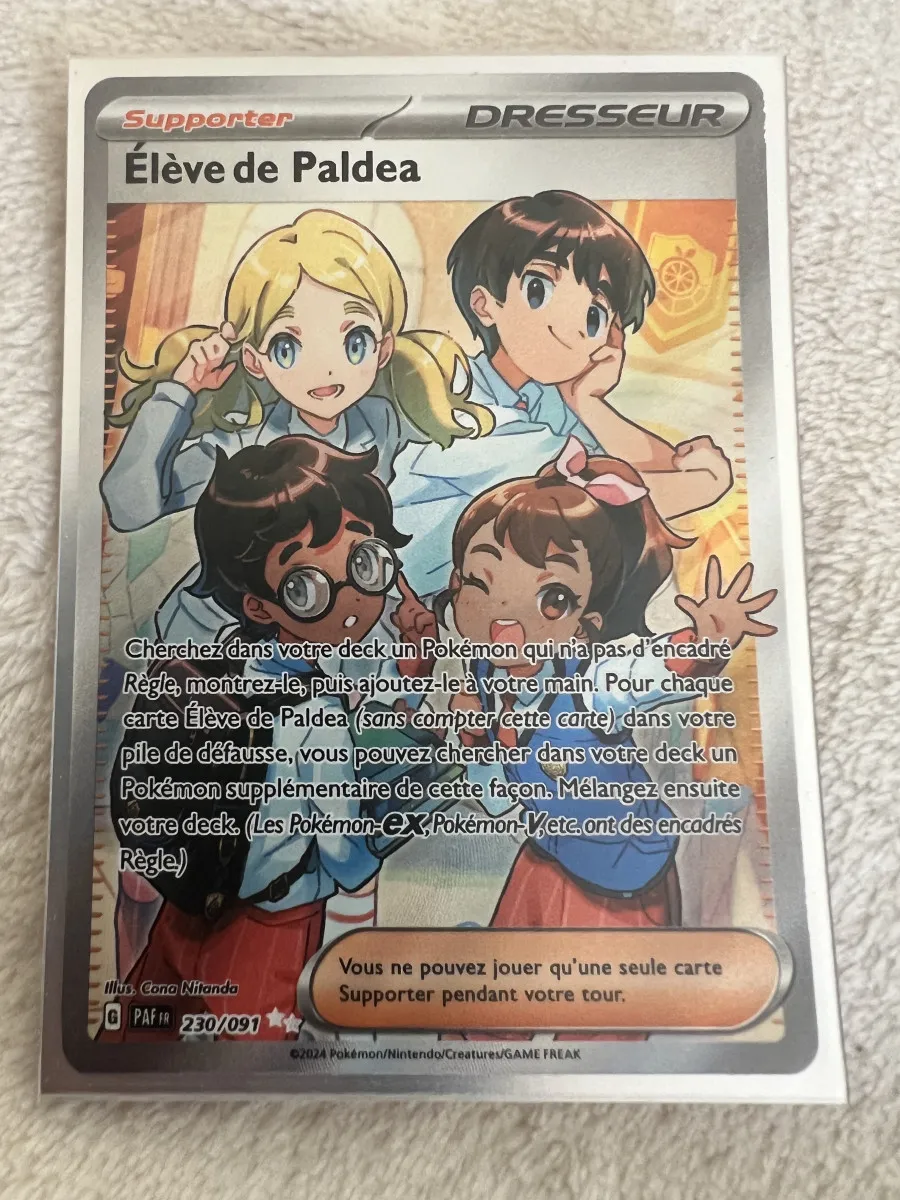 Supporter
DRESSEUR
Élève de Paldea
Cherchez dans votre deck un Pokémon qui n'a pas d'encadré
Règle, montrez-le, puis ajoutez-le à votre main. Pour chaque
carte Élève de Paldea (sans compter cette carte) dans votre
pile de défausse, vous pouvez chercher dans votre deck un
Pokémon supplémentaire de cette façon. Mélangez ensuite
votre deck. (Les Pokémon-ex, Pokémon-V, etc. ont des encadrés
Règle.)
Vous ne pouvez jouer qu'une seule carte
Supporter pendant votre tour.
Illus. Cona Nitanda
G PAF FR 230/091
©2024 Pokémon/Nintendo/Creatures/GAME FREAK